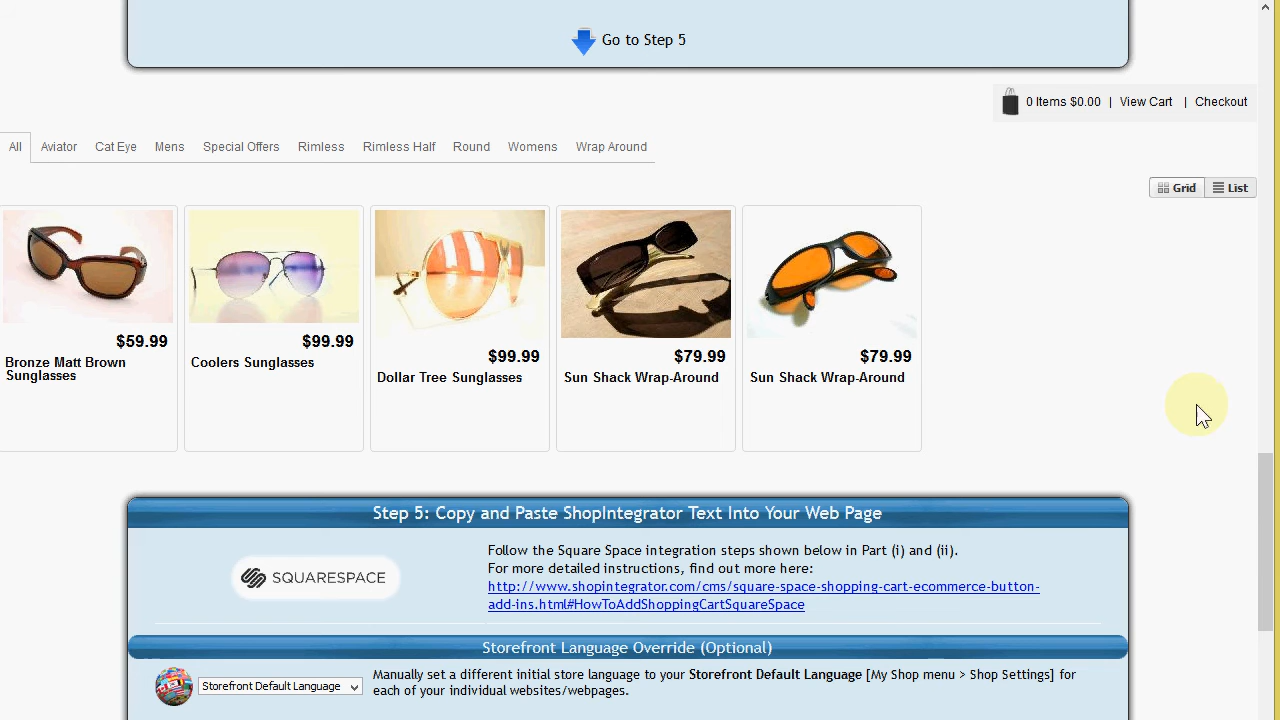 Go to Step 5
0 Items $0.00 | View Cart | Checkout
All Aviator Cat Eye Mens Special Offers Rimless Rimless Half Round Womens Wrap Around
Grid List
$59.99 $99.99
Bronze Matt Brown Coolers Sunglasses
Sunglasses
$99.99 $79.99 $79.99
Dollar Tree Sunglasses Sun Shack Wrap-Around Sun Shack Wrap-Around
Step 5: Copy and Paste ShopIntegrator Text Into Your Web Page
SQUARESPACE
Follow the Square Space integration steps shown below in Part (i) and (ii).
For more detailed instructions, find out more here:
http://www.shopintegrator.com/cms/square-space-shopping-cart-ecommerce-button-
add-ins.html#HowToAddShoppingCartSquareSpace
Storefront Language Override (Optional)
Storefront Default Language
Manually set a different initial store language to your Storefront Default Language [My Shop menu > Shop Settings] for
each of your individual websites/webpages.